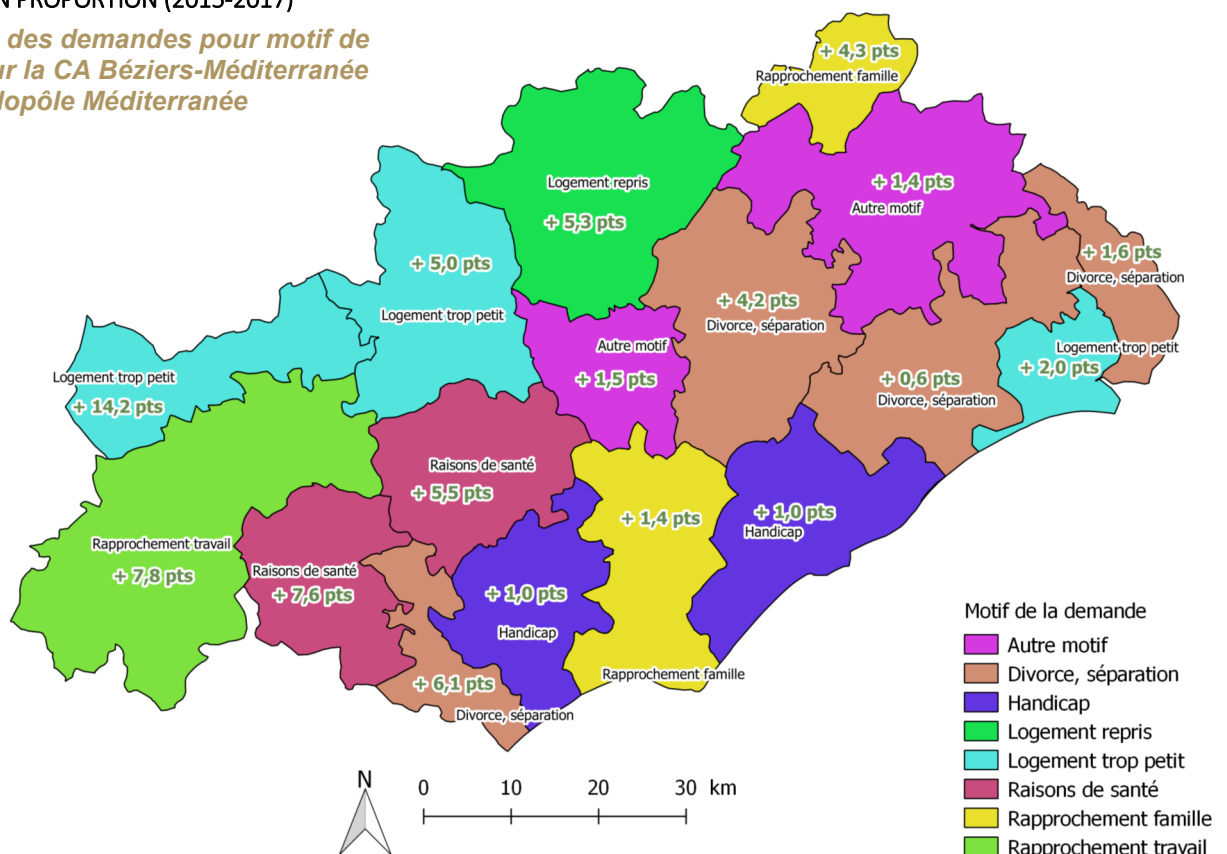 N PROPORTION (2015-2017)
des demandes pour motif de
ur la CA Béziers-Méditerranée
lopôle Méditerranée
+ 4,3 pts
Rapprochement famille
Logement repris
+ 5,3 pts
+ 1,4 pts
Autre motif
+ 5,0 pts
Logement trop petit
+ 1,6 pts
Divorce, séparation
+ 4,2 pts
Divorce, séparation
Autre motif
+ 1,5 pts
Logement trop petit
+ 2,0 pts
Logement trop petit
+ 14,2 pts
+ 0,6 pts
Divorce, séparation
Raisons de santé
+ 5,5 pts
+ 1,4 pts
+ 1,0 pts
Handicap
Rapprochement travail
+ 7,8 pts
Raisons de santé
+ 7,6 pts
+ 1,0 pts
Handicap
Rapprochement famille
+ 6,1 pts
Divorce, séparation
N
0 10 20 30 km
Motif de la demande
Autre motif
Divorce, séparation
Handicap
Logement repris
Logement trop petit
Raisons de santé
Rapprochement famille
Rapprochement travail